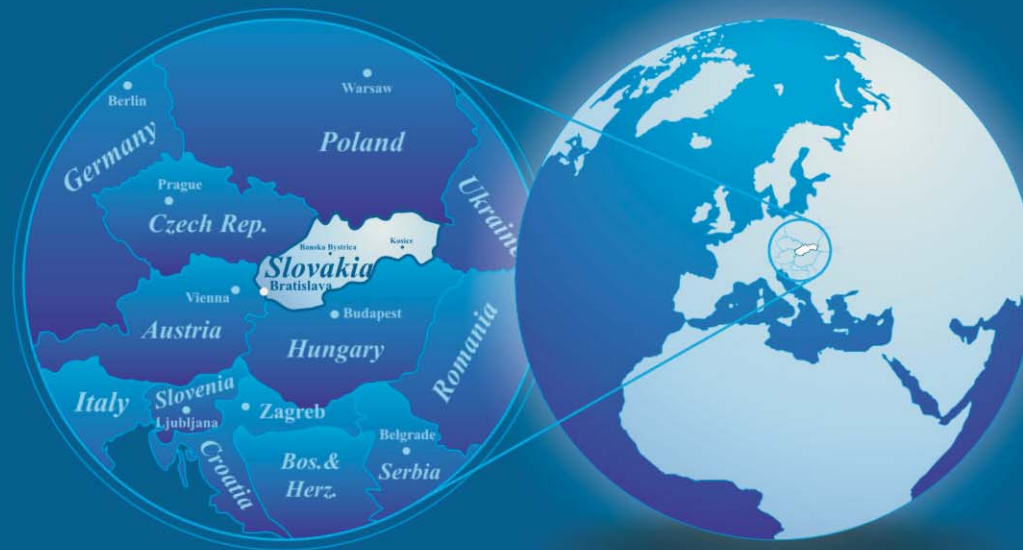 Berlin
Warsaw
Germany
Poland
Prague
Czech Rep.
Ukraine
Banska Bystrica
Kosice
Slovakia
Bratislava
Vienna
Budapest
Austria
Hungary
Romania
Italy
Slovenia
Ljubljana
Zagreb
Croatia
Bos.&
Herz.
Belgrade
Serbia